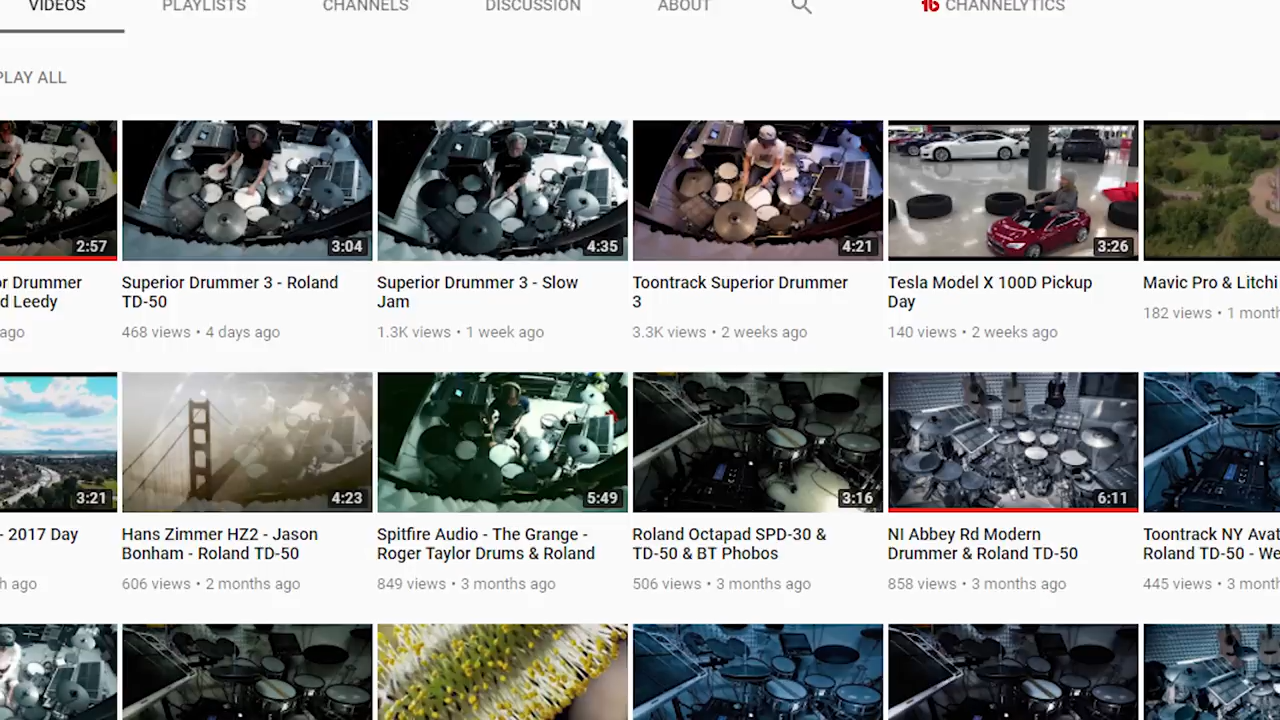 VIDEOS PLAYLISTS CHANNELS DISCUSSION ABOUT CHANNELYTICS
PLAY ALL
2:57 3:04 4:35 4:21 3:26
or Drummer Superior Drummer 3 - Roland Superior Drummer 3 - Slow Toontrack Superior Drummer Tesla Model X 100D Pickup Mavic Pro & Litchi
d Leedy TD-50 Jam 3 Day
182 views • 1 month
ago 468 views • 4 days ago 1.3K views • 1 week ago 3.3K views • 2 weeks ago 140 views • 2 weeks ago
3:21 4:23 5:49 3:16 6:11
- 2017 Day Hans Zimmer HZ2 - Jason Spitfire Audio - The Grange - Roland Octapad SPD-30 & NI Abbey Rd Modern Toontrack NY Avat
Bonham - Roland TD-50 Roger Taylor Drums & Roland TD-50 & BT Phobos Drummer & Roland TD-50 Roland TD-50 - We
h ago 606 views • 2 months ago 849 views • 3 months ago 506 views • 3 months ago 858 views • 3 months ago 445 views • 3 mont